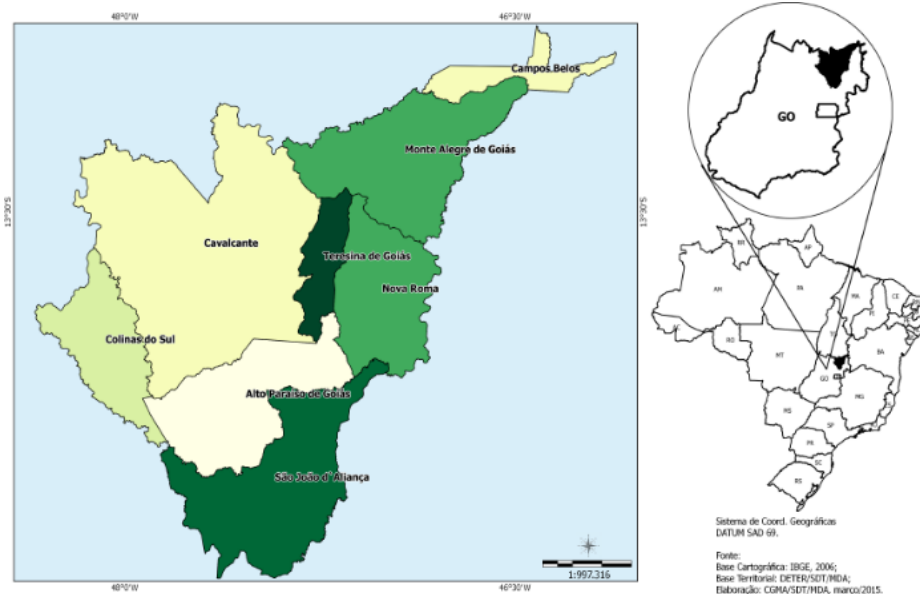 48°0'W
46°30'W
13°30'S
13°30'S
Campos Belos
Monte Alegre de Goiás
Cavalcante
Teresina de Goiás
Nova Roma
Colinas do Sul
Alto Paraíso de Goiás
São João d'Aliança
1:997.316
48°0'W
46°30'W
GO
RR
AP
AM
PA
MA
CE
PI
AC
RO
TO
MT
BA
GO
MG
MS
SP
PR
SC
RS
Sistema de Coord. Geográficas
DATUM SAD 69.
Fonte:
Base Cartográfica: IBGE, 2006;
Base Territorial: DETER/SDT/MDA;
Elaboração: CGMA/SDT/MDA, março/2015.